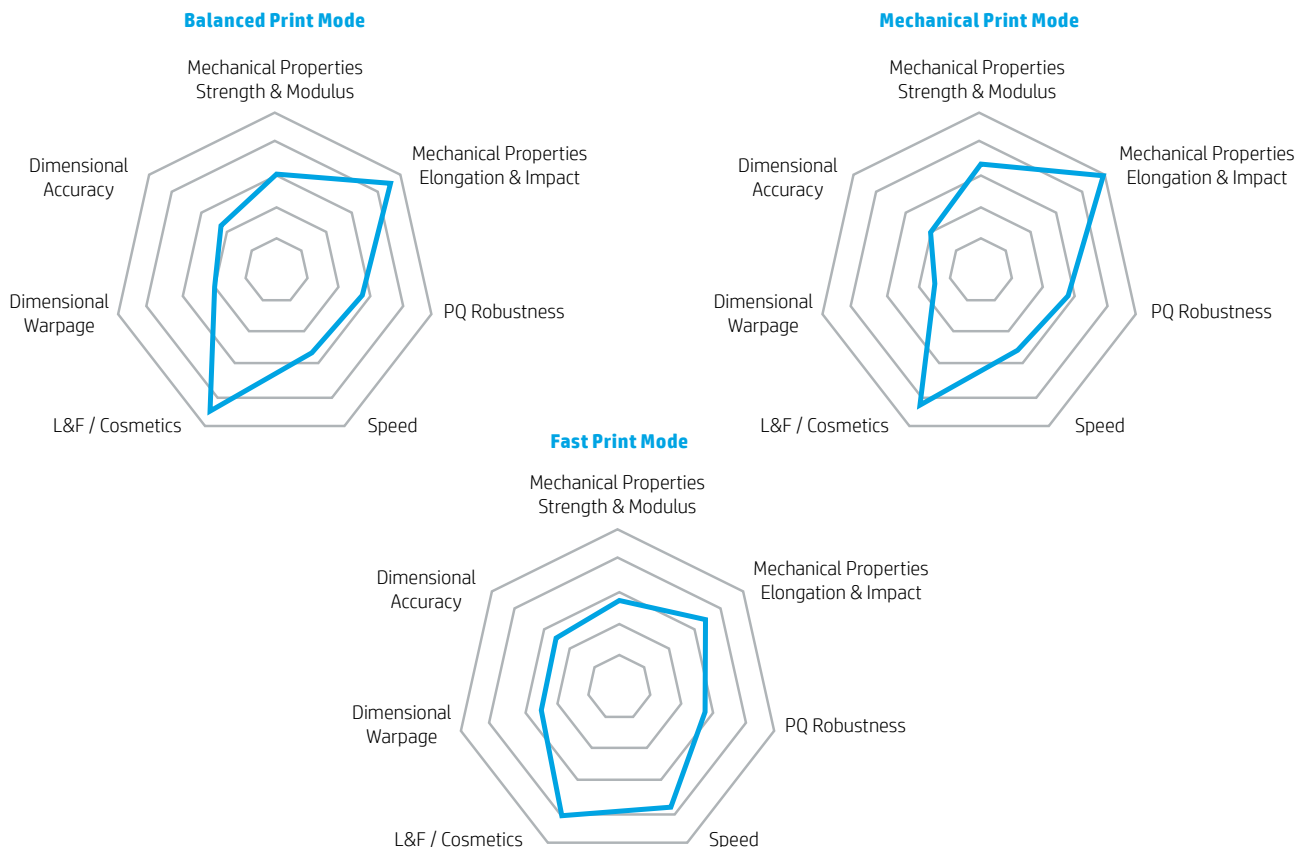 Balanced Print Mode
Mechanical Properties
Strength & Modulus
Mechanical Properties
Elongation & Impact
PQ Robustness
Speed
L&F / Cosmetics
Dimensional
Warpage
Dimensional
Accuracy
Mechanical Print Mode
Mechanical Properties
Strength & Modulus
Mechanical Properties
Elongation & Impact
PQ Robustness
Speed
L&F / Cosmetics
Dimensional
Warpage
Dimensional
Accuracy
Fast Print Mode
Mechanical Properties
Strength & Modulus
Mechanical Properties
Elongation & Impact
PQ Robustness
Speed
L&F / Cosmetics
Dimensional
Warpage
Dimensional
Accuracy